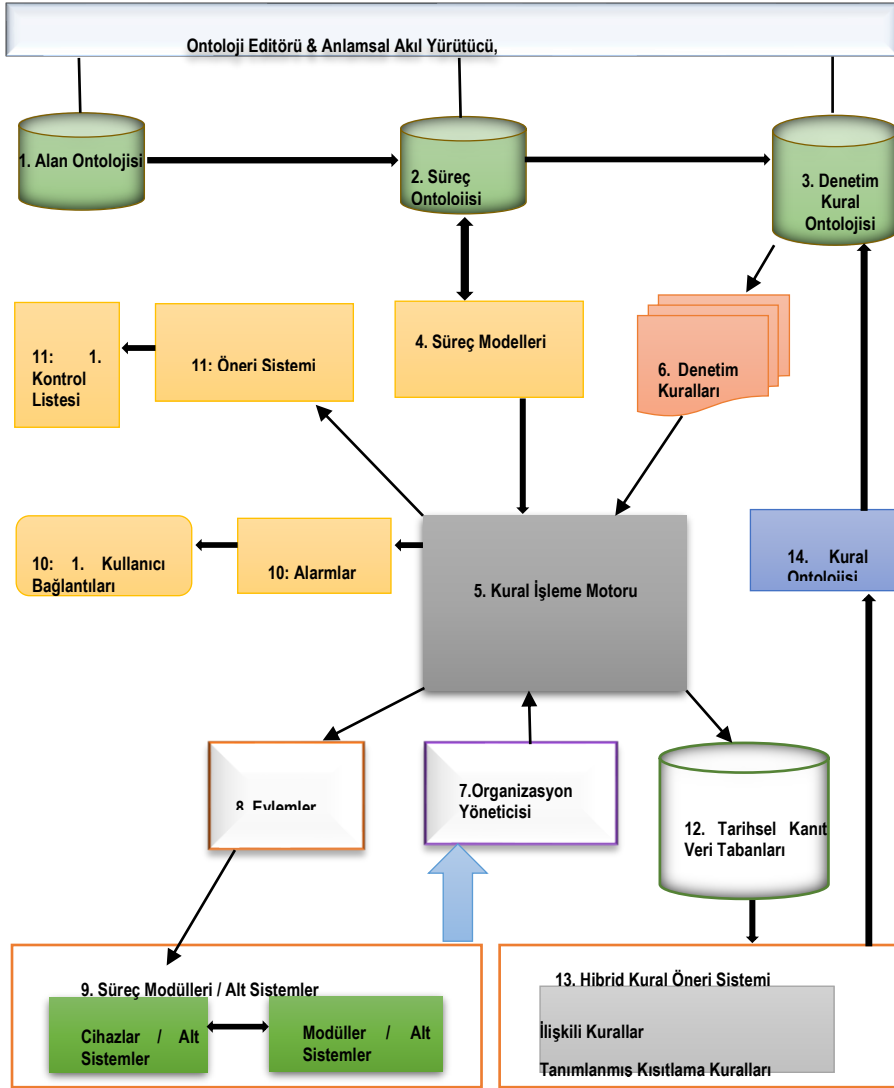 Ontoloji Editörü & Anlamsal Akıl Yürütücü,
1. Alan Ontolojisi
2. Süreç
Ontolojisi
3. Denetim
Kural
Ontolojisi
11: 1.
Kontrol
Listesi
11: Öneri Sistemi
4. Süreç Modelleri
6. Denetim
Kuralları
10: 1. Kullanıcı
Bağlantıları
10: Alarmlar
5. Kural İşleme Motoru
14. Kural
Ontolojisi
8. Eylemler
7.Organizasyon
Yöneticisi
12. Tarihsel Kanıt
Veri Tabanları
9. Süreç Modülleri / Alt Sistemler
Cihazlar / Alt
Sistemler
Modüller / Alt
Sistemler
13. Hibrid Kural Öneri Sistemi
İlişkili Kurallar
Tanımlanmış Kısıtlama Kuralları